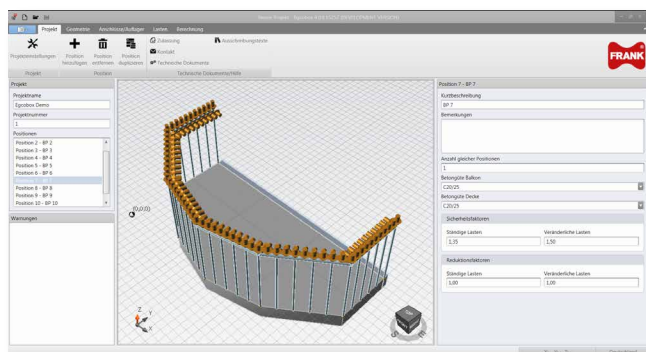 Projekt Geometrie Anschlüsse/Auflager Lasten Berechnung
Projekteinstellungen
Position hinzufügen
Position entfernen
Position duplizieren
Zulassung
Kontakt
Technische Dokumente
Ausschreibungstexte
Projekt
Position
Technische Dokumente/Hilfe
FRANK
Projekt
Projektname
Egcobox Demo
Projektnummer
1
Positionen
Position 2 - BP 2
Position 3 - BP 3
Position 4 - BP 4
Position 5 - BP 5
Position 6 - BP 6
Position 8 - BP 8
Position 9 - BP 9
Position 10 - BP 10
Warnungen
(0,0,0)
Z
Y
X
Position 7 - BP 7
Kurzbeschreibung
BP 7
Bemerkungen
Anzahl gleicher Positionen
1
Betongüte Balkon
C20/25
Betongüte Decke
C20/25
Sicherheitsfaktoren
Ständige Lasten Veränderliche Lasten
1,35 1,50
Reduktionsfaktoren
Ständige Lasten Veränderliche Lasten
1,00 1,00